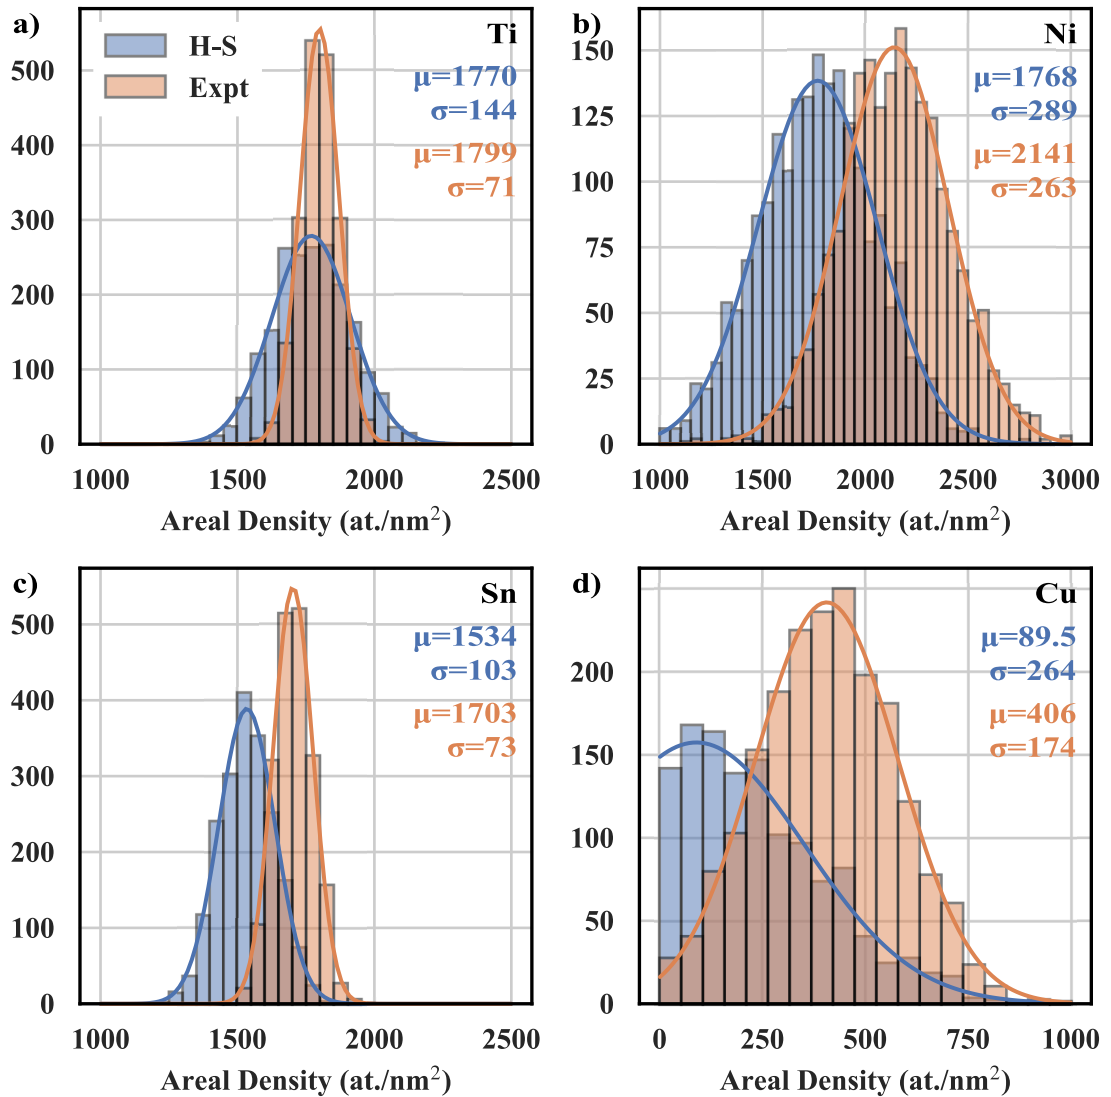 a)
Ti
H-S
Expt
μ=1770
σ=144
μ=1799
σ=71
500
400
300
200
100
0
1000 1500 2000 2500
Areal Density (at./nm²)
b)
Ni
μ=1768
σ=289
μ=2141
σ=263
150
125
100
75
50
25
0
1000 1500 2000 2500 3000
Areal Density (at./nm²)
c)
Sn
μ=1534
σ=103
μ=1703
σ=73
500
400
300
200
100
0
1000 1500 2000 2500
Areal Density (at./nm²)
d)
Cu
μ=89.5
σ=264
μ=406
σ=174
200
150
100
50
0
0 250 500 750 1000
Areal Density (at./nm²)